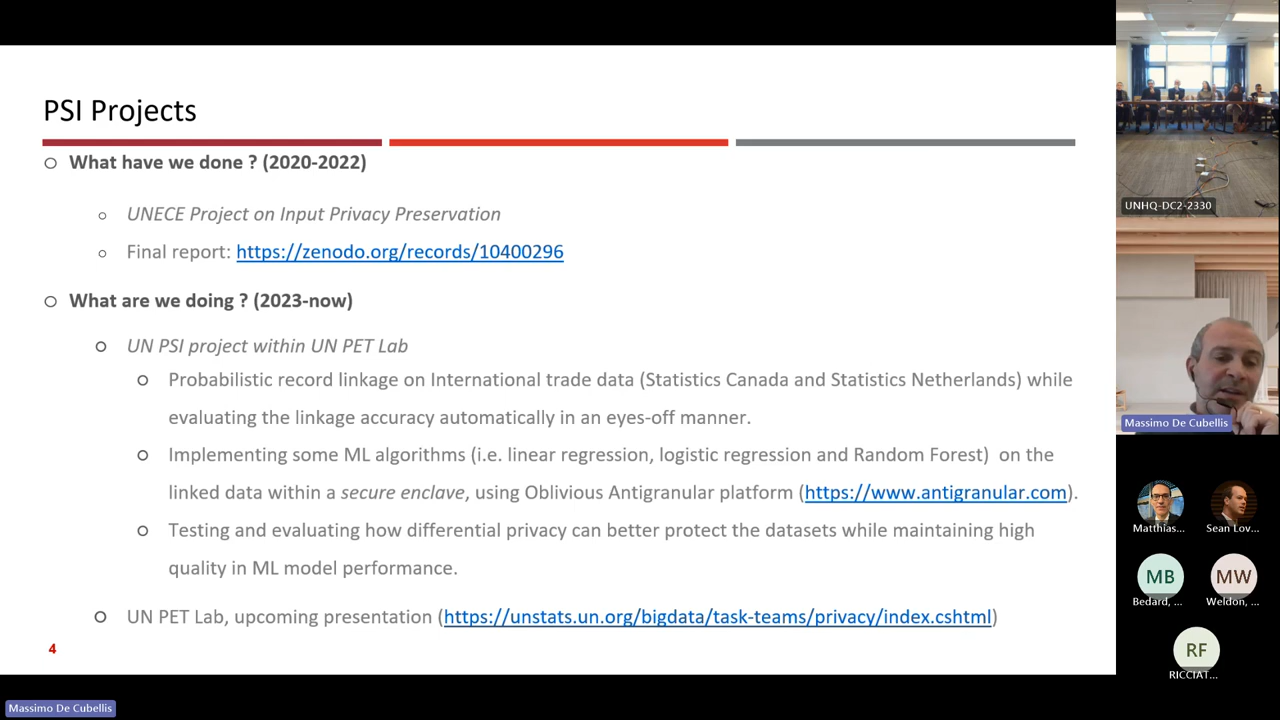 PSI Projects
What have we done ? (2020-2022)
UNECE Project on Input Privacy Preservation
Final report: https://zenodo.org/records/10400296
What are we doing ? (2023-now)
UN PSI project within UN PET Lab
Probabilistic record linkage on International trade data (Statistics Canada and Statistics Netherlands) while
evaluating the linkage accuracy automatically in an eyes-off manner.
Implementing some ML algorithms (i.e. linear regression, logistic regression and Random Forest) on the
linked data within a secure enclave, using Oblivious Antigranular platform (https://www.antigranular.com).
Testing and evaluating how differential privacy can better protect the datasets while maintaining high
quality in ML model performance.
UN PET Lab, upcoming presentation (https://unstats.un.org/bigdata/task-teams/privacy/index.cshtml)
4
Massimo De Cubellis
UNHQ-DC2-2330
Massimo De Cubellis
Matthias...
Sean Lov...
MB
Bedard, ...
MW
Weldon, ...
RF
RICCIAT...